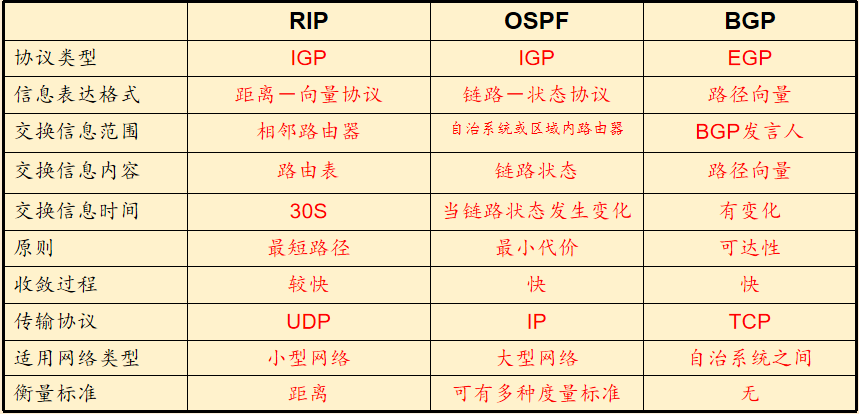 RIP OSPF BGP
协议类型 IGP IGP EGP
信息表达格式 距离－向量协议 链路－状态协议 路径向量
交换信息范围 相邻路由器 自治系统或区域内路由器 BGP发言人
交换信息内容 路由表 链路状态 路径向量
交换信息时间 30S 当链路状态发生变化 有变化
原则 最短路径 最小代价 可达性
收敛过程 较快 快 快
传输协议 UDP IP TCP
适用网络类型 小型网络 大型网络 自治系统之间
衡量标准 距离 可有多种度量标准 无